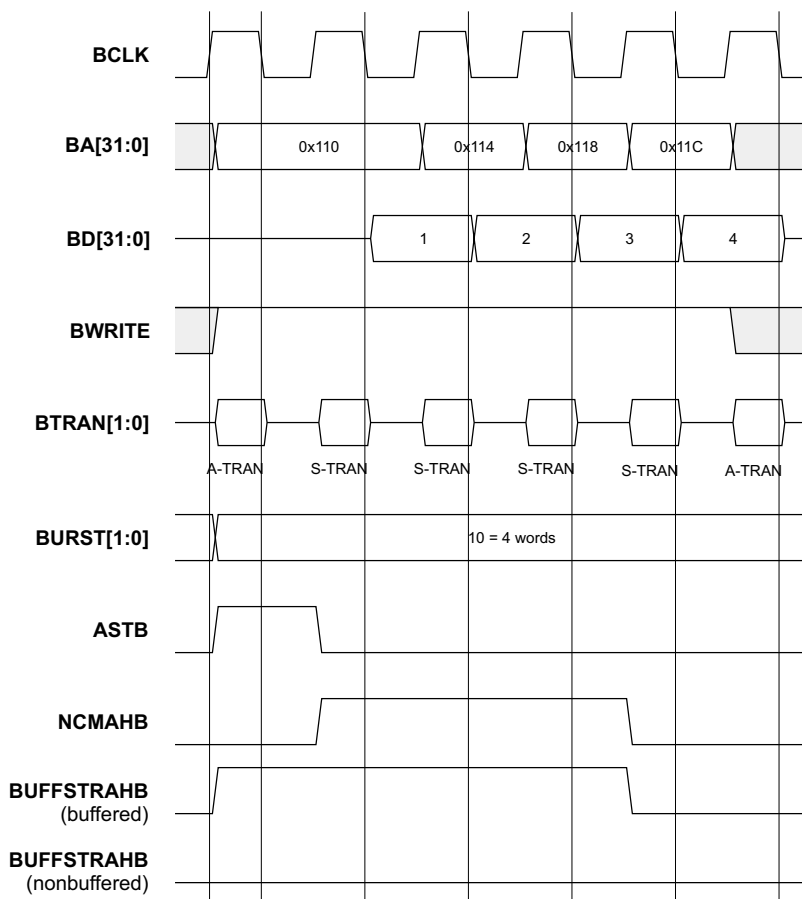 BCLK
BA[31:0]
0x110 0x114 0x118 0x11C
BD[31:0]
1 2 3 4
BWRITE
BTRAN[1:0]
A-TRAN S-TRAN S-TRAN S-TRAN S-TRAN A-TRAN
BURST[1:0]
10 = 4 words
ASTB
NCMAHB
BUFFSTRAHB
(buffered)
BUFFSTRAHB
(nonbuffered)